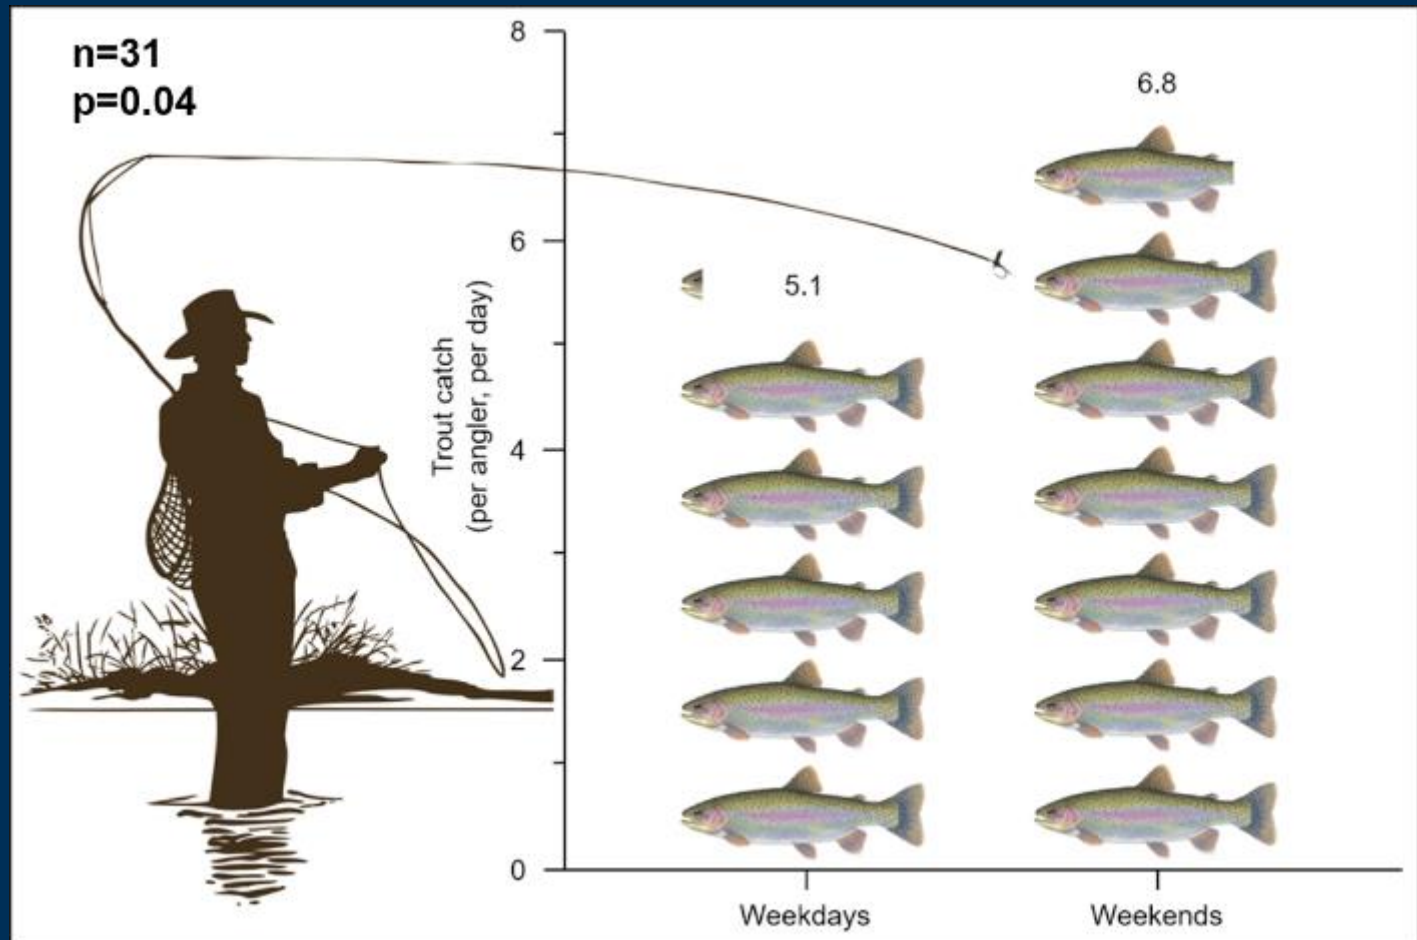 n=31
p=0.04
8
6
4
2
0
Trout catch
(per angler, per day)
5.1
6.8
Weekdays
Weekends